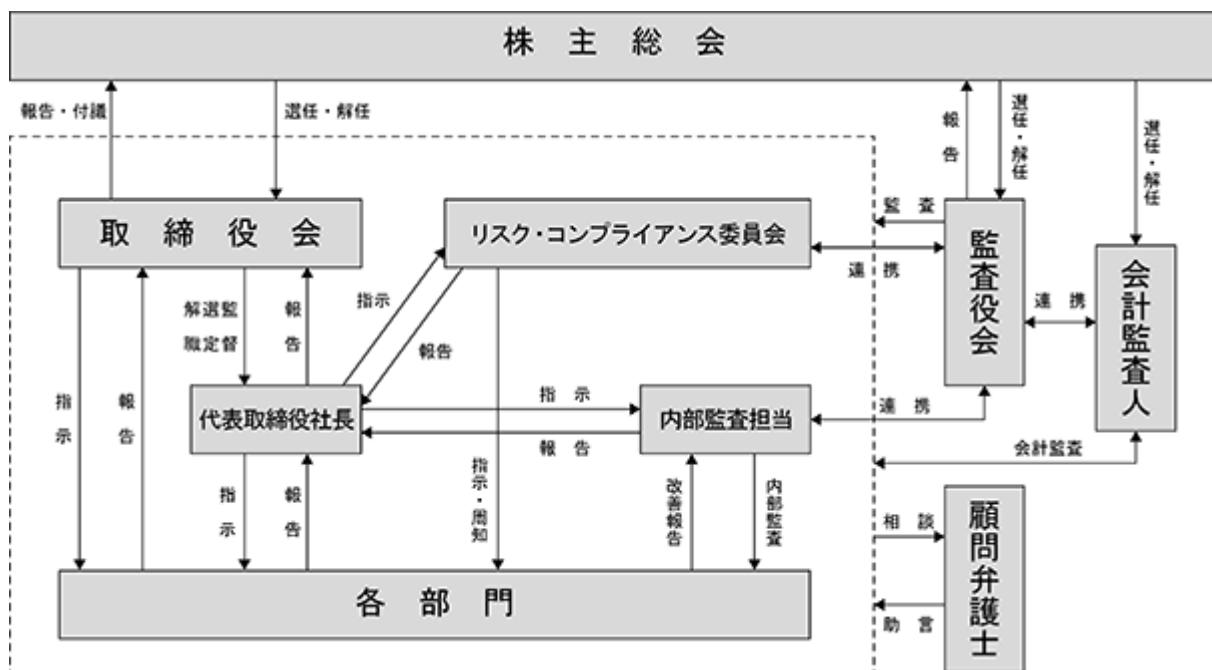 株主総会
報告・付議
選任・解任
報告
選任・解任
選任・解任
取締役会
リスク・コンプライアンス委員会
監査
連携
監査役会
会計監査人
連携
解選監
職定督
報告
指示
報告
指示
報告
代表取締役社長
指示
報告
内部監査担当
連携
会計監査
指示
報告
指示・周知
改善報告
内部監査
各部門
相談
助言
顧問弁護士